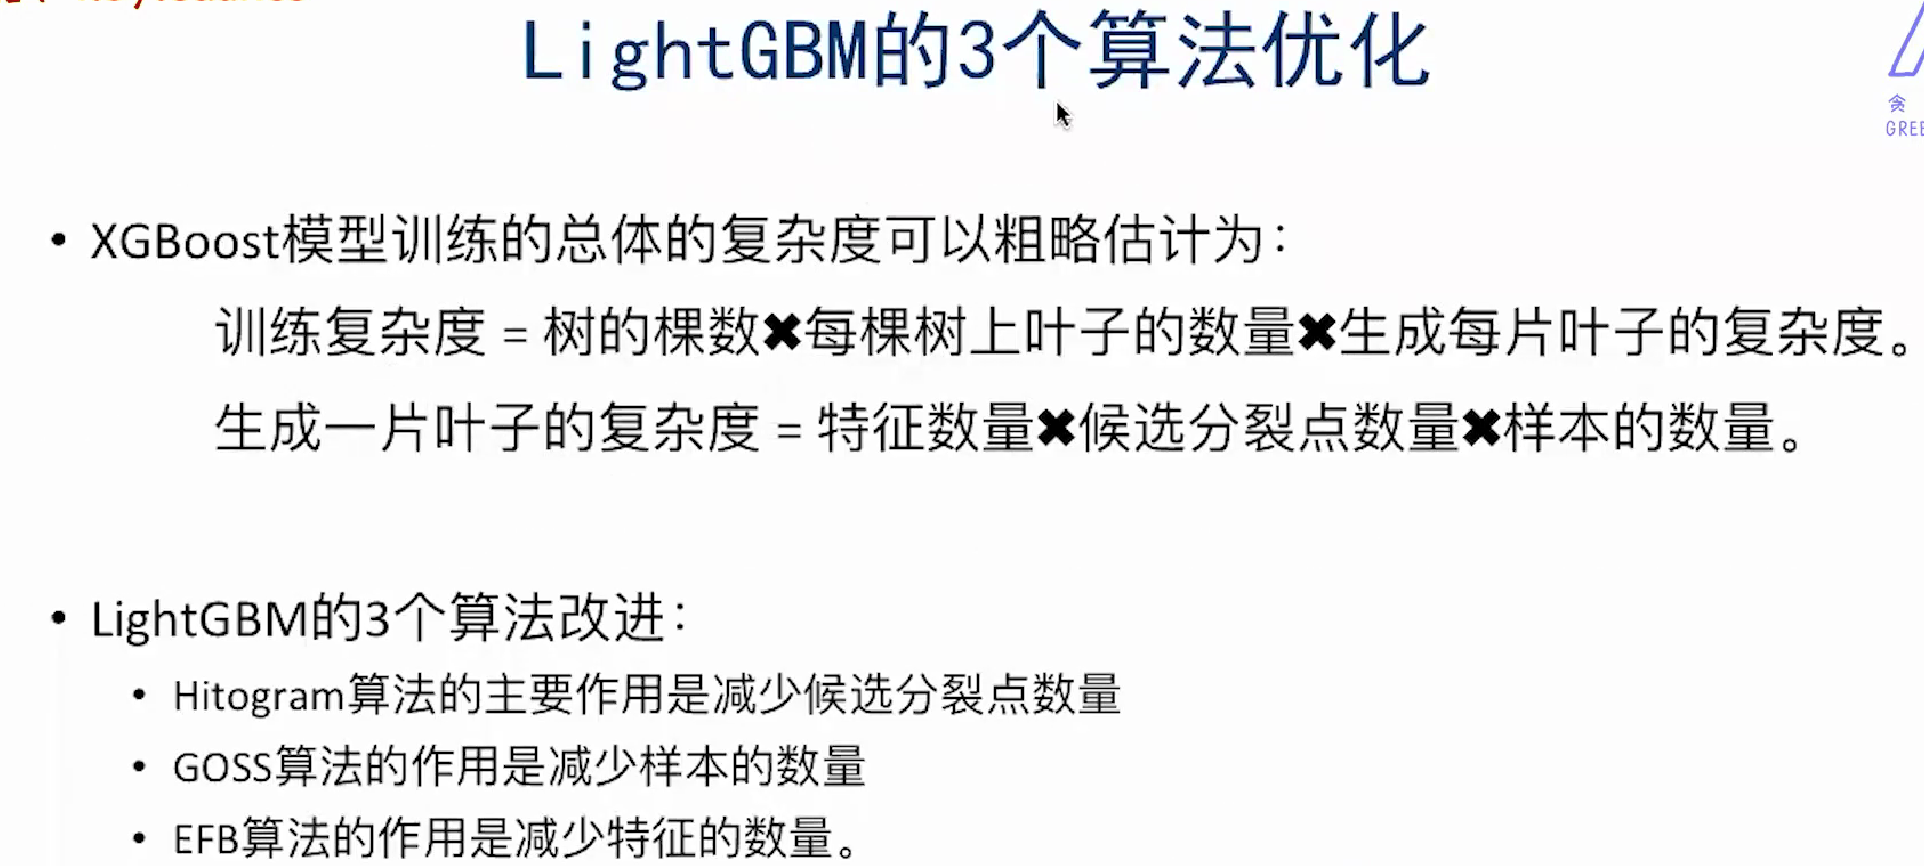 LightGBM的3个算法优化
贪
GREE
• XGBoost模型训练的总体的复杂度可以粗略估计为：
训练复杂度 = 树的棵数✖每棵树上叶子的数量✖生成每片叶子的复杂度。
生成一片叶子的复杂度 = 特征数量✖候选分裂点数量✖样本的数量。
• LightGBM的3个算法改进：
• Hitogram算法的主要作用是减少候选分裂点数量
• GOSS算法的作用是减少样本的数量
• EFB算法的作用是减少特征的数量。